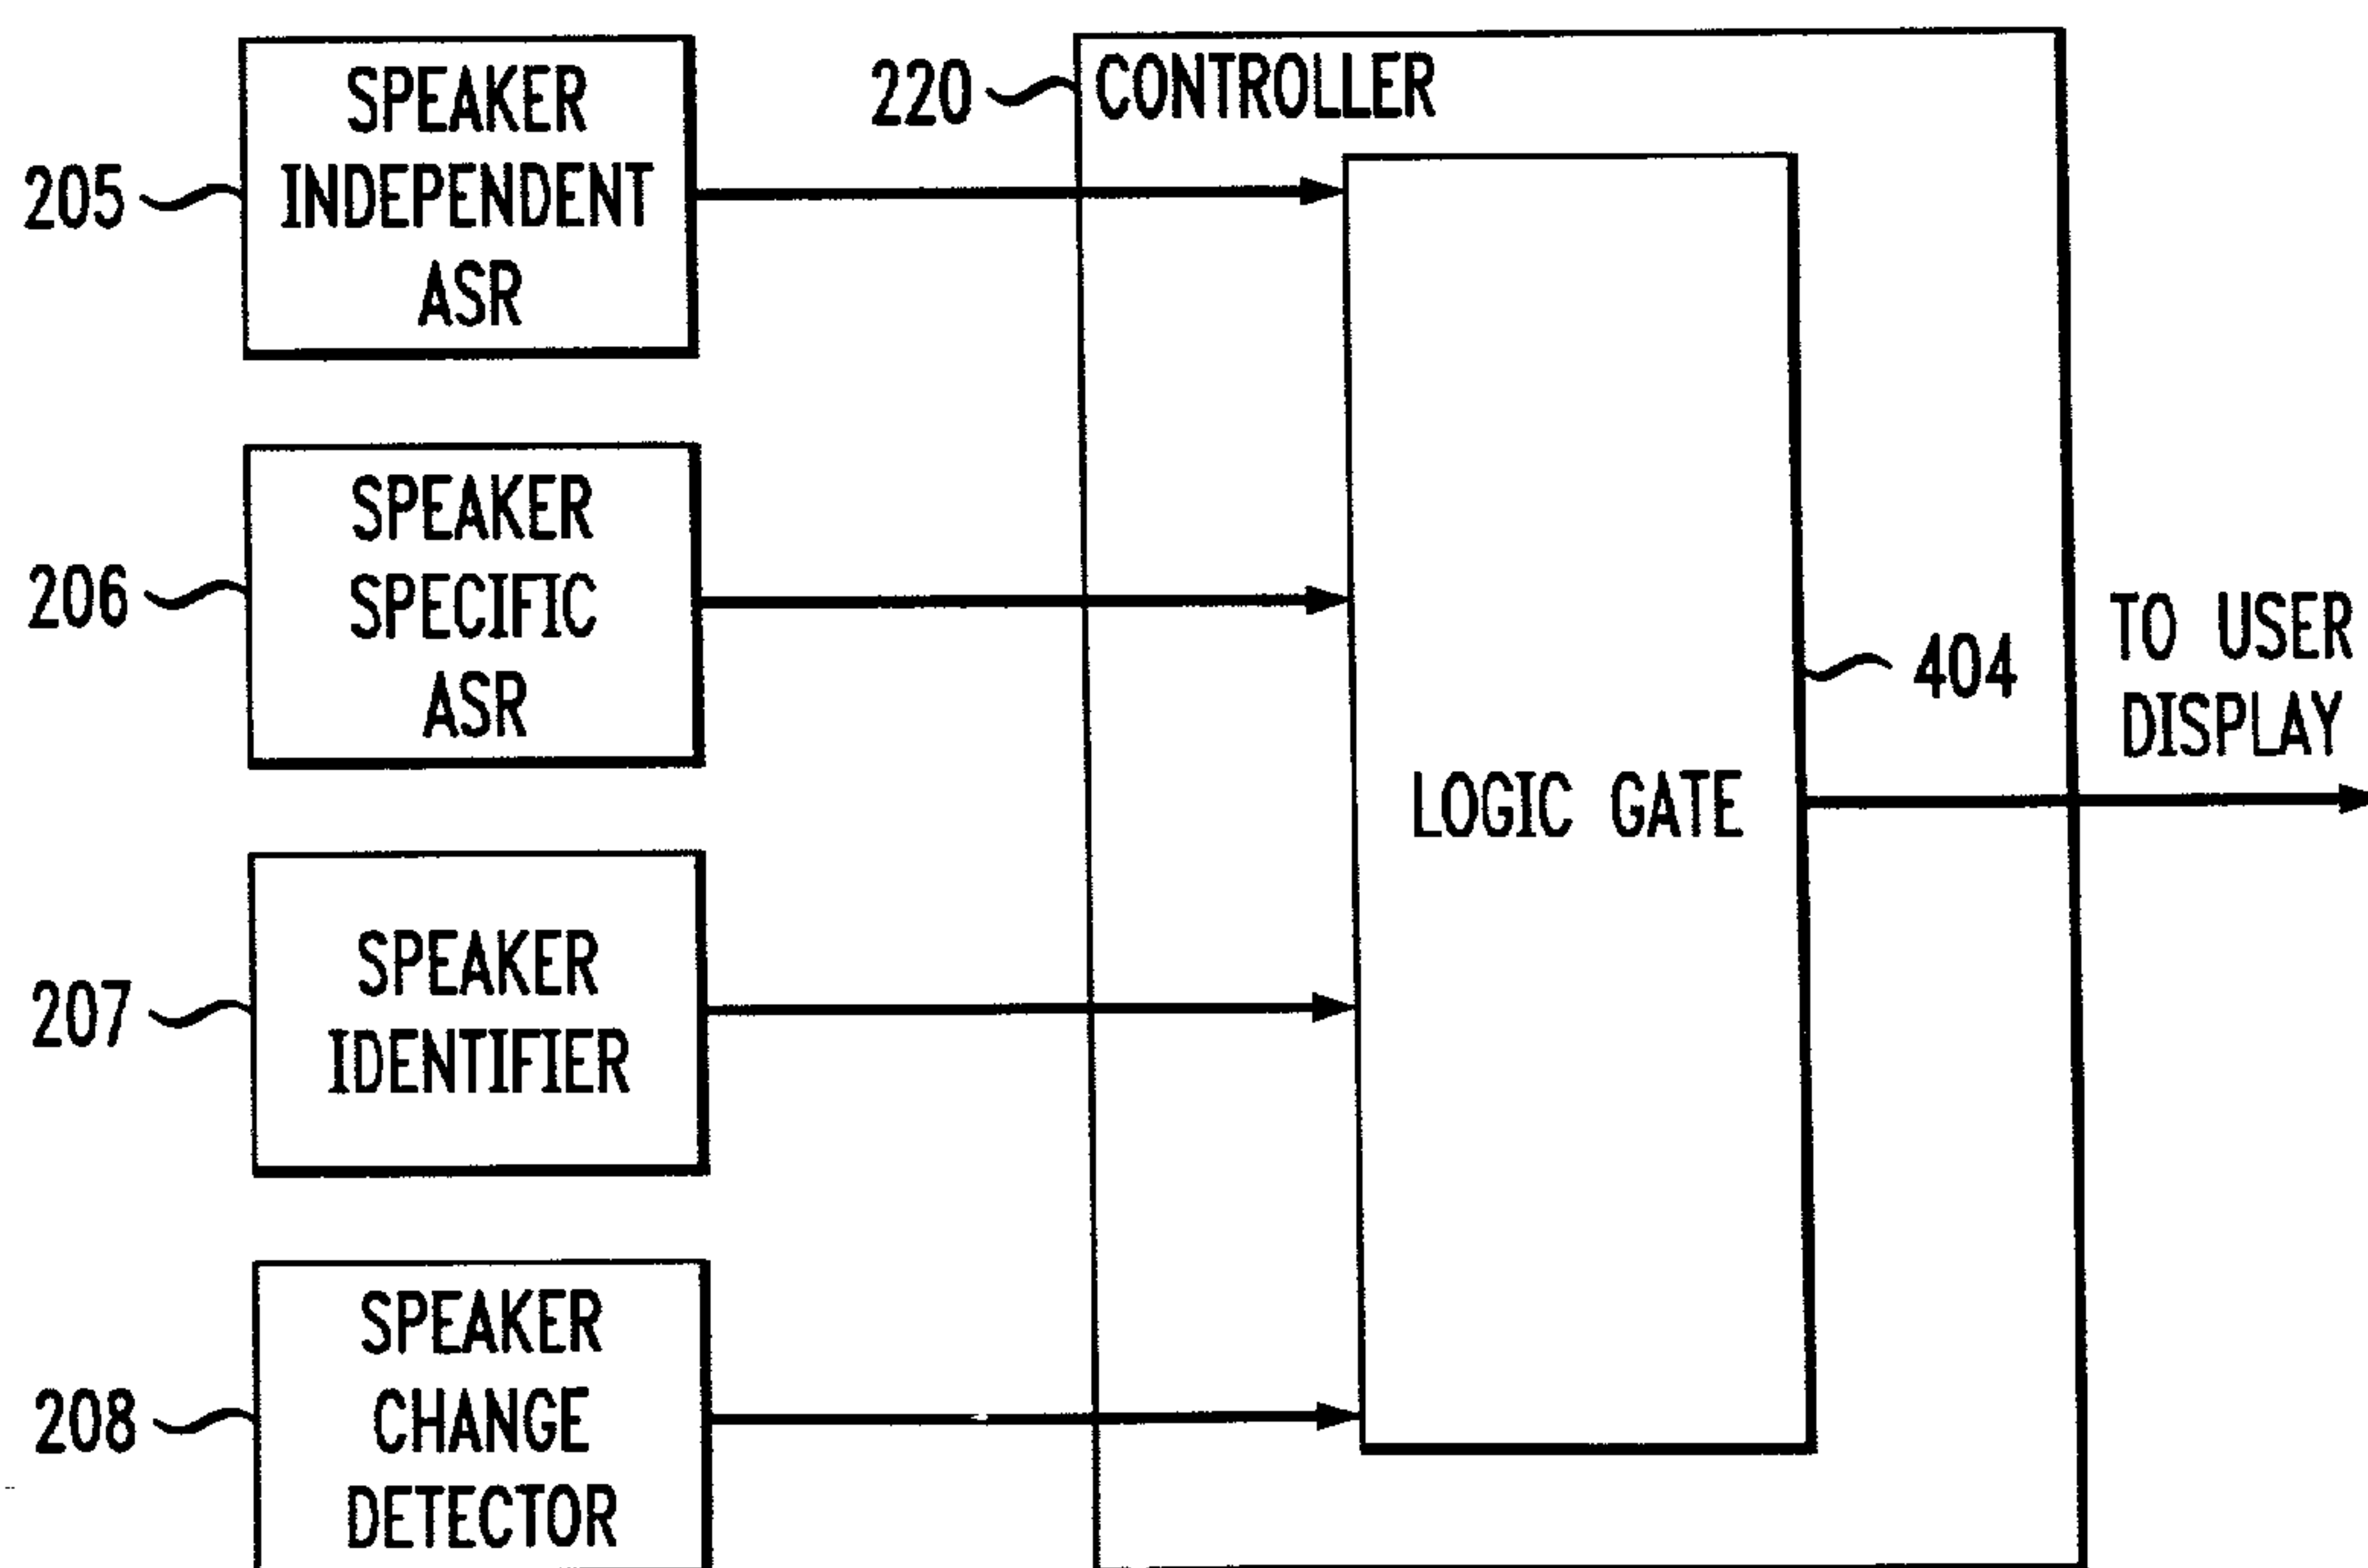 205
SPEAKER
INDEPENDENT
ASR
220
CONTROLLER
206
SPEAKER
SPECIFIC
ASR
404
TO USER
DISPLAY
LOGIC GATE
207
SPEAKER
IDENTIFIER
208
SPEAKER
CHANGE
DETECTOR